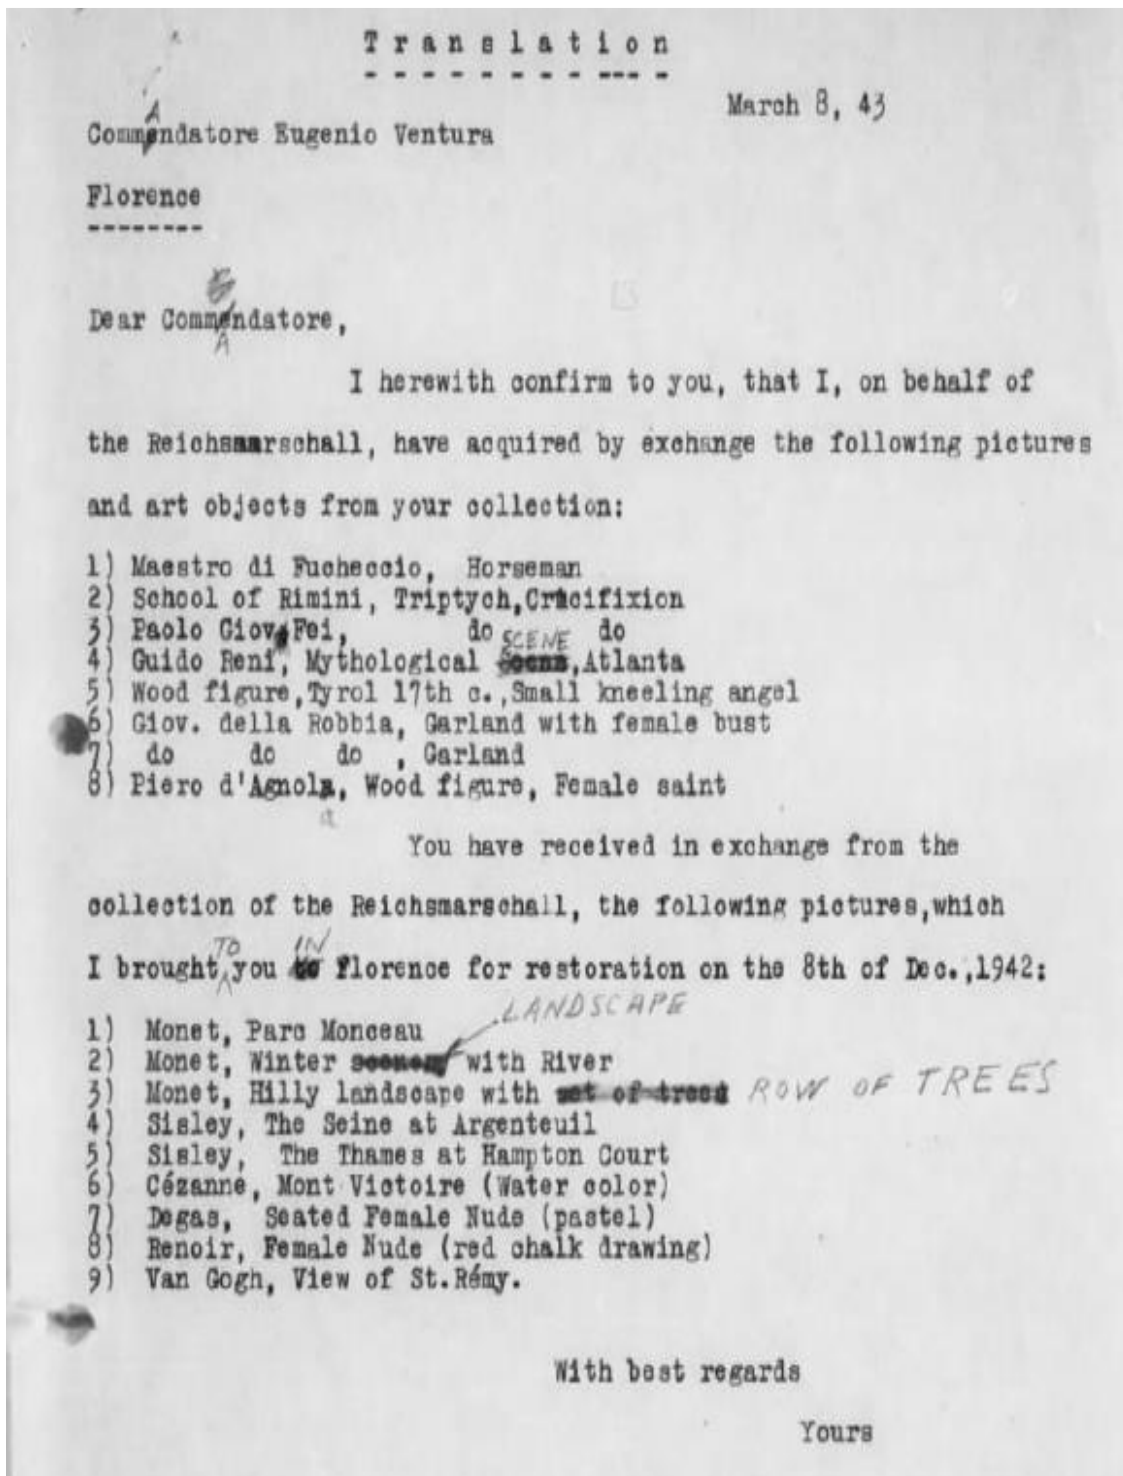 Translation
March 8, 43
A
Commendatore Eugenio Ventura
Florence
Dear Commendatore,
A
I herewith confirm to you, that I, on behalf of
the Reichsmarschall, have acquired by exchange the following pictures
and art objects from your collection:
1) Maestro di Fucheccio, Horseman
2) School of Rimini, Triptych,Crucifixion
3) Paolo Giov. Fei, do do
SCENE
4) Guido Reni, Mythological ,Atlanta
5) Wood figure,Tyrol 17th c.,Small kneeling angel
6) Giov. della Robbia, Garland with female bust
7) do do do , Garland
8) Piero d'Agnola, Wood figure, Female saint
You have received in exchange from the
collection of the Reichsmarschall, the following pictures,which
TO IN
I brought you to Florence for restoration on the 8th of Dec.,1942:
LANDSCAPE
1) Monet, Parc Monceau
2) Monet, Winter with River
3) Monet, Hilly landscape with set of trees ROW OF TREES
4) Sisley, The Seine at Argenteuil
5) Sisley, The Thames at Hampton Court
6) Cézanne, Mont Victoire (Water color)
7) Degas, Seated Female Nude (pastel)
8) Renoir, Female Nude (red chalk drawing)
9) Van Gogh, View of St.Rémy.
With best regards
Yours